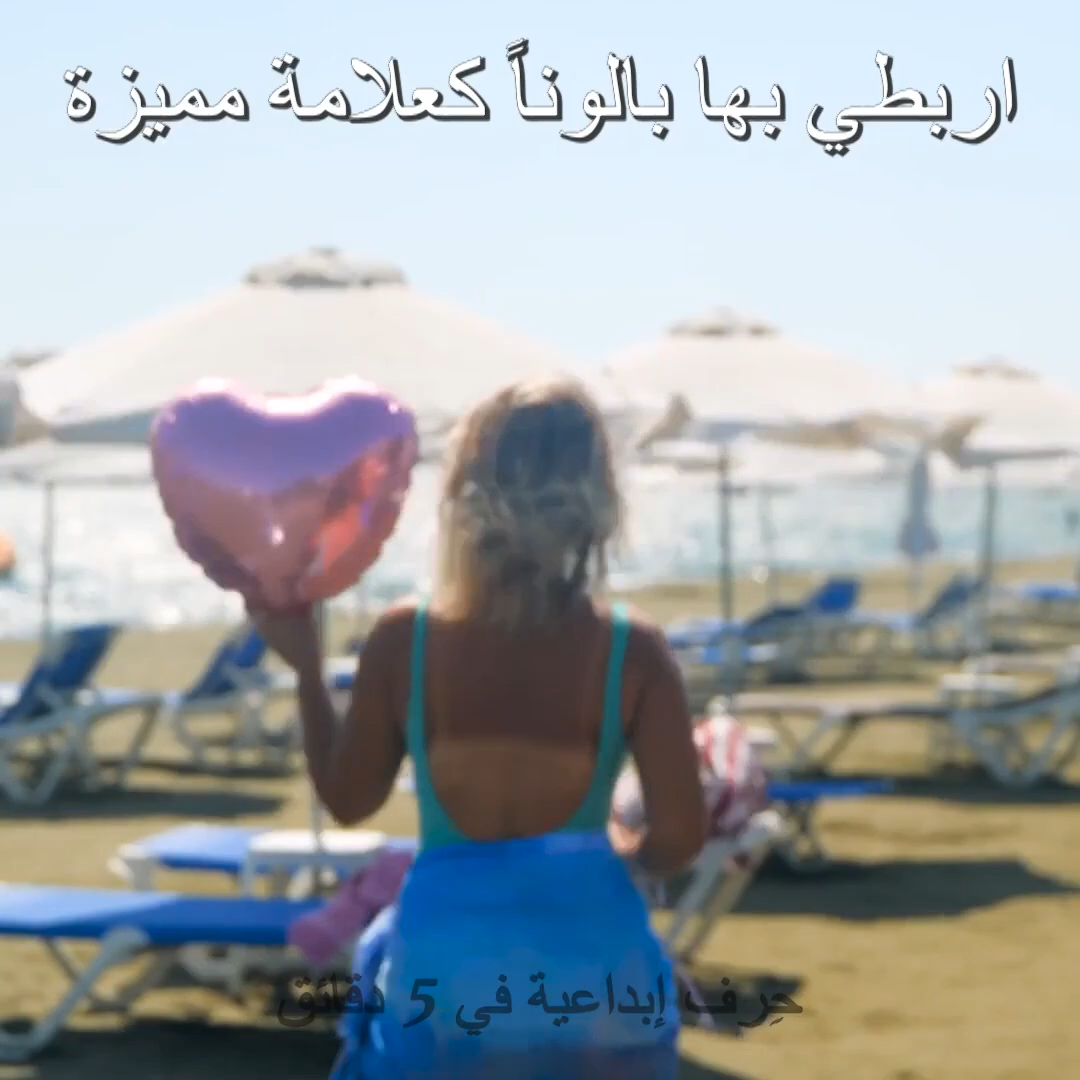 اربطي بها بالوناً كعلامة مميزة
حِرف إبداعية في 5 دقائق